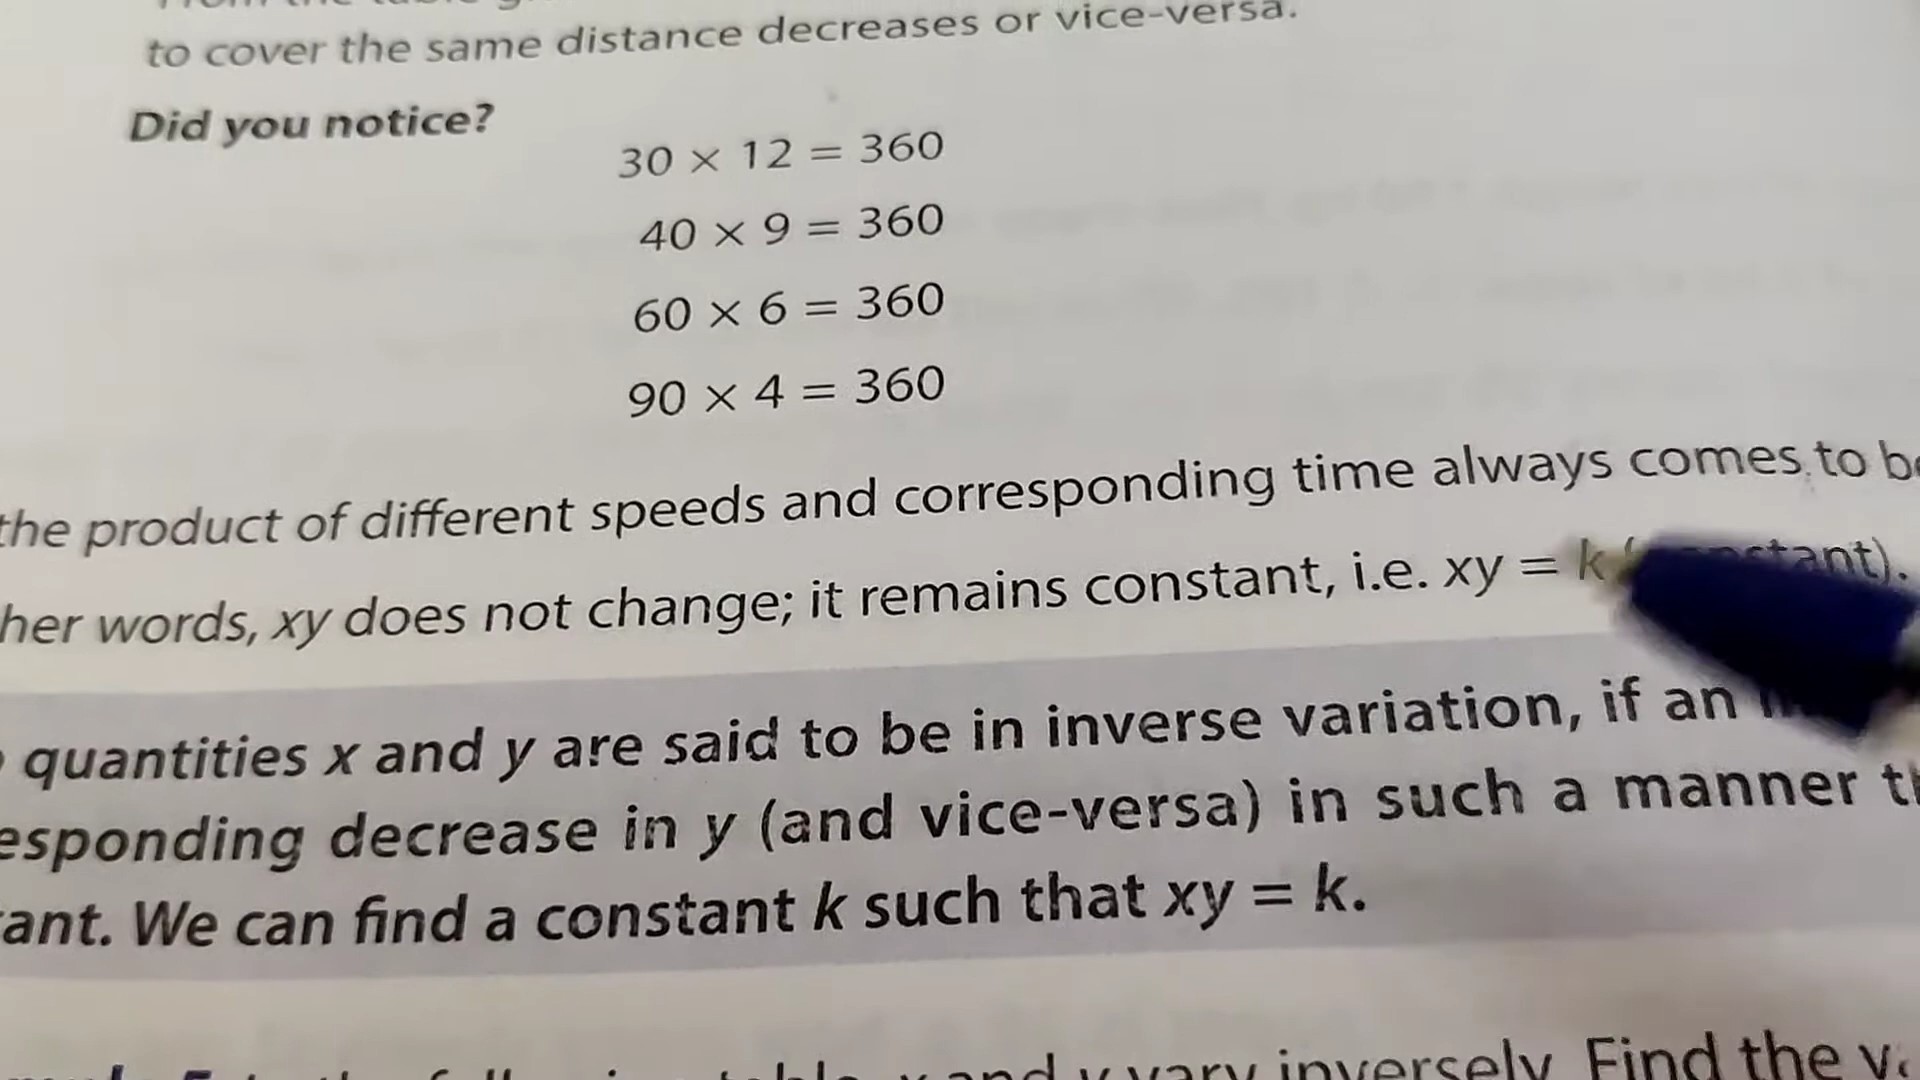 to cover the same distance decreases or vice-versa.
Did you notice?
30 × 12 = 360
40 × 9 = 360
60 × 6 = 360
90 × 4 = 360
the product of different speeds and corresponding time always comes to
her words, xy does not change; it remains constant, i.e. xy = k
quantities x and y are said to be in inverse variation, if an
esponding decrease in y (and vice-versa) in such a manner
ant. We can find a constant k such that xy = k.
and y vary inversely. Find the